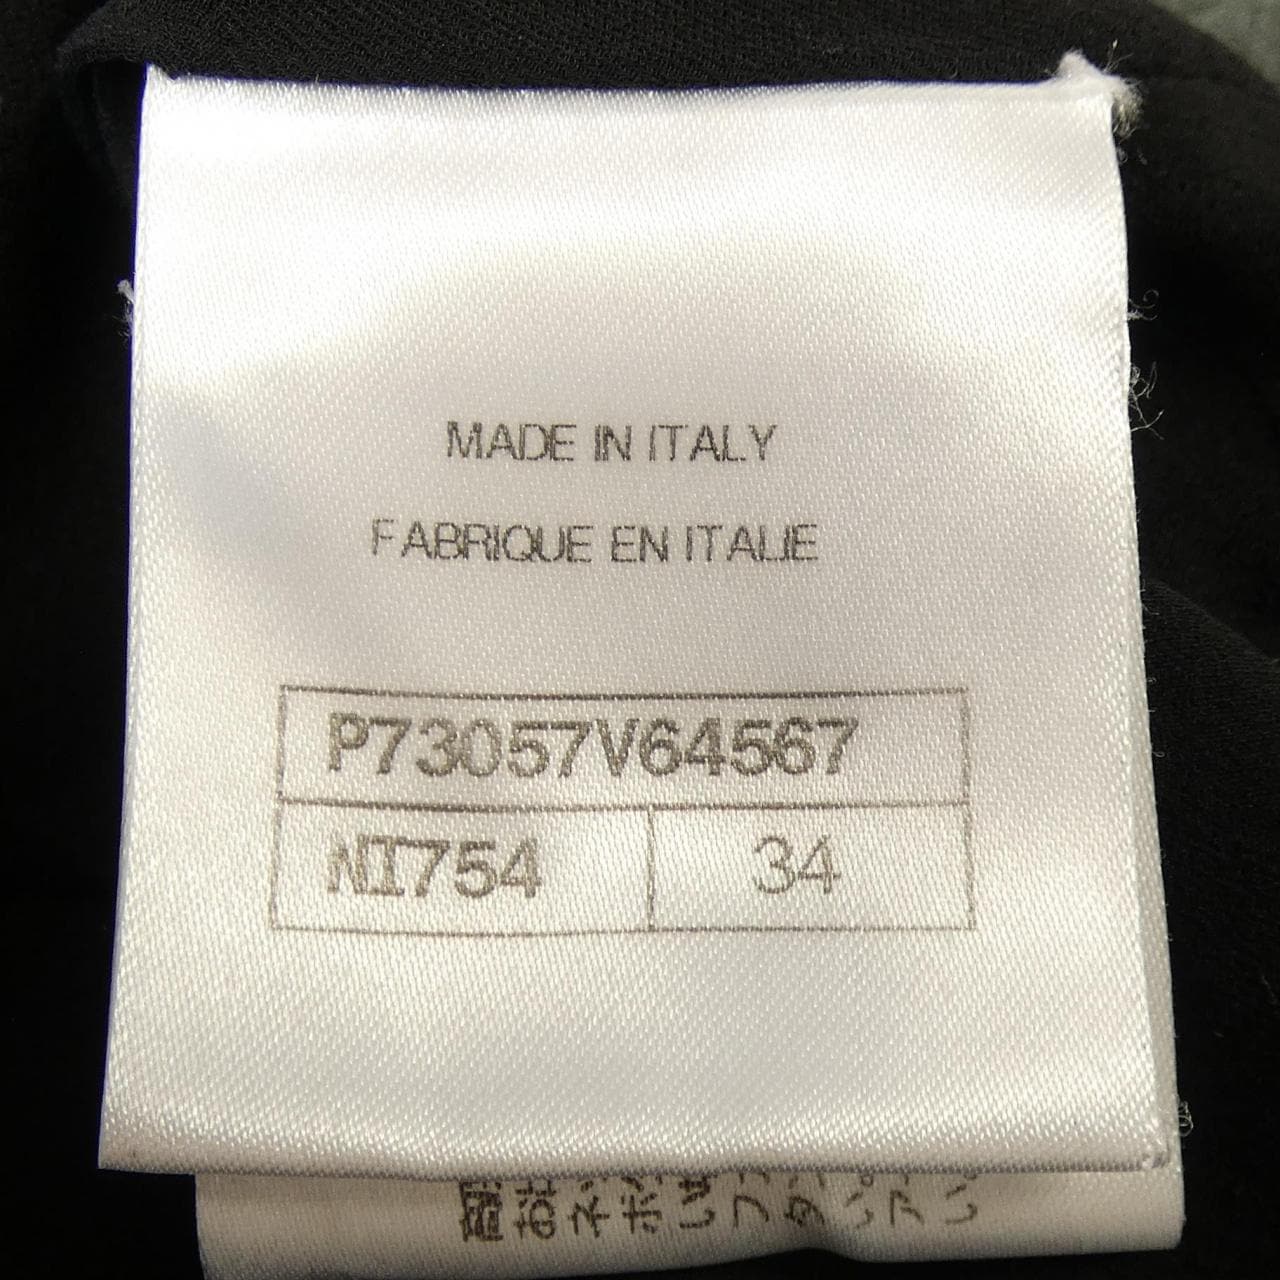 MADE IN ITALY
FABRIQUE EN ITALIE
P73057V64567
NI754 34